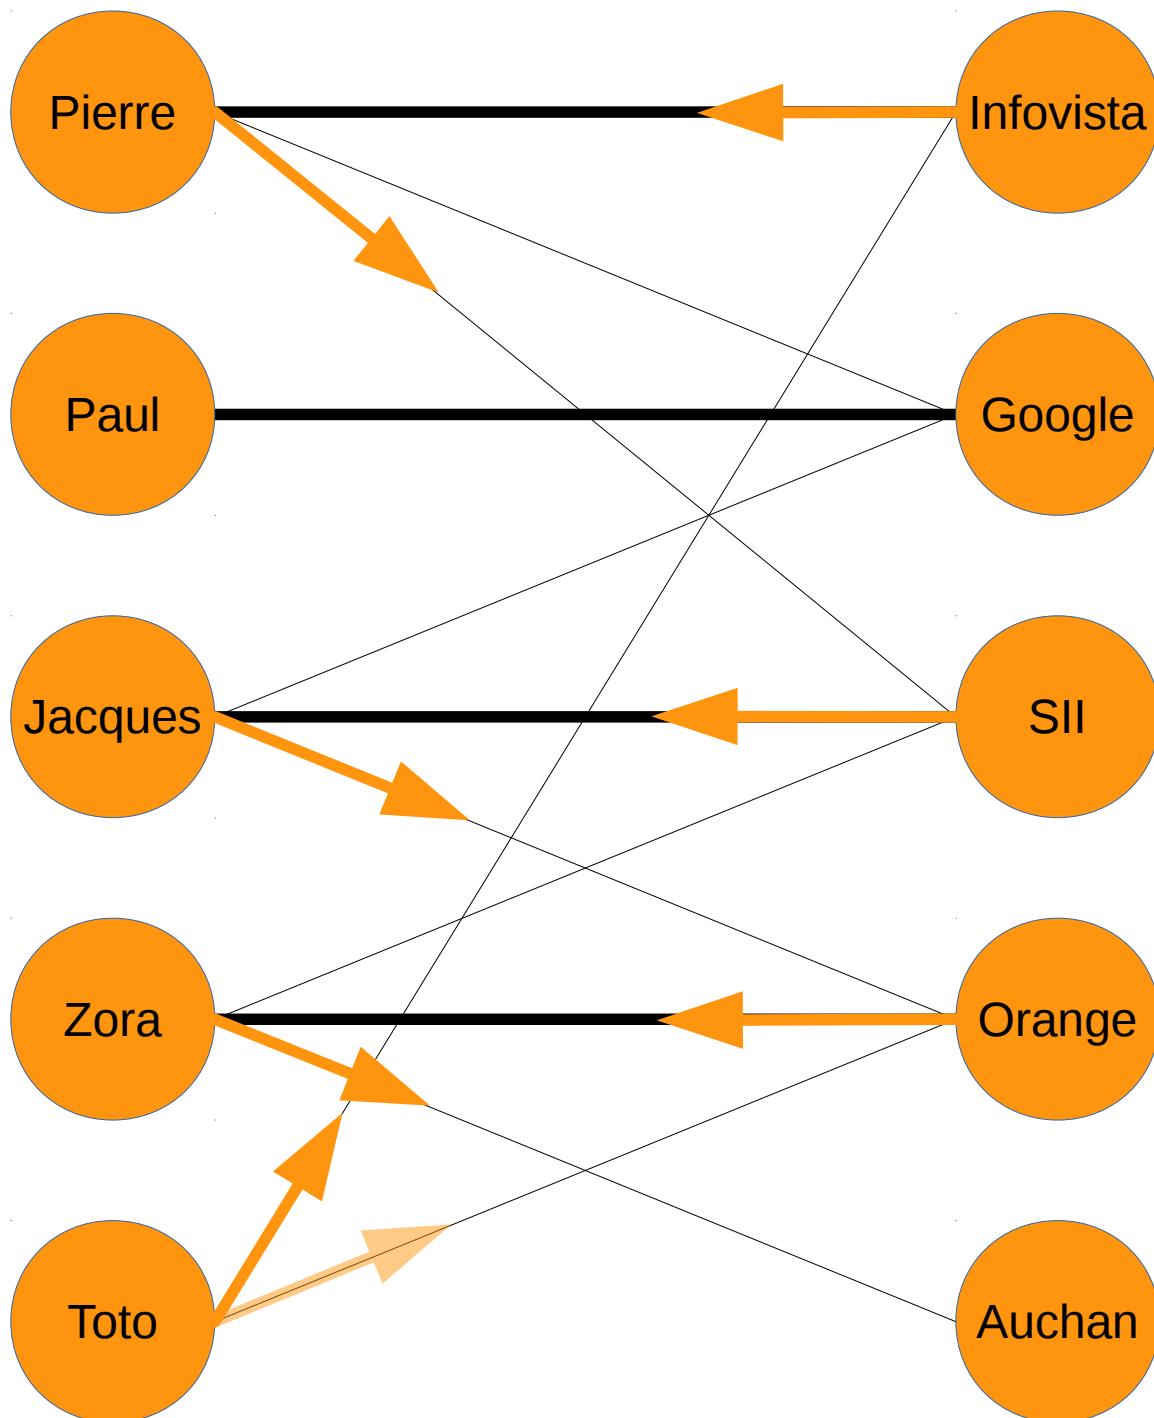 Pierre
Infovista
Paul
Google
Jacques
SII
Zora
Orange
Toto
Auchan